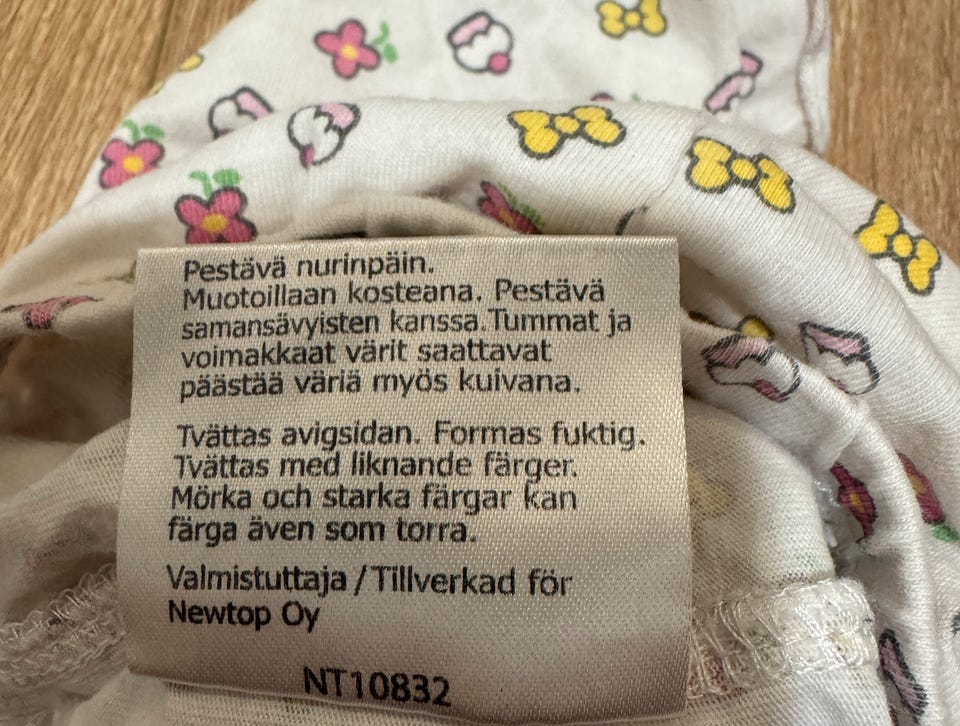 Pestävä nurinpäin.
Muotoillaan kosteana. Pestävä
samansävyisten kanssa.Tummat ja
voimakkaat värit saattavat
päästää väriä myös kuivana.
Tvättas avigsidan. Formas fuktig.
Tvättas med liknande färger.
Mörka och starka färgar kan
färga även som torra.
Valmistuttaja / Tillverkad för
Newtop Oy
NT10832